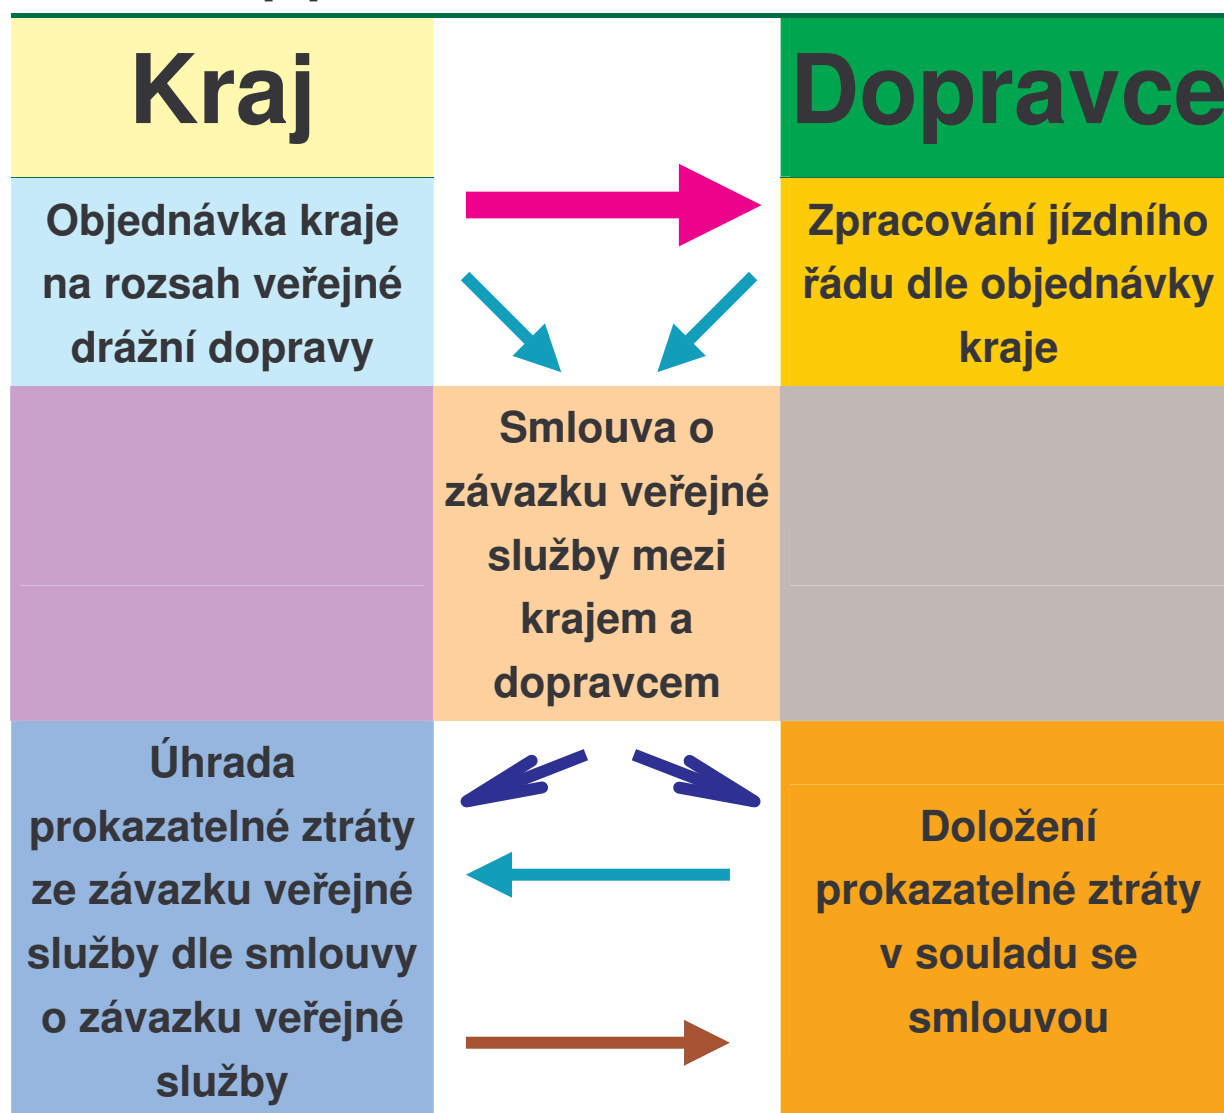 Kraj
Dopravce
Objednávka kraje
na rozsah veřejné
drážní dopravy
Zpracování jízdního
řádu dle objednávky
kraje
Smlouva o
závazku veřejné
služby mezi
krajem a
dopravcem
Úhrada
prokazatelné ztráty
ze závazku veřejné
služby dle smlouvy
o závazku veřejné
služby
Doložení
prokazatelné ztráty
v souladu se
smlouvou